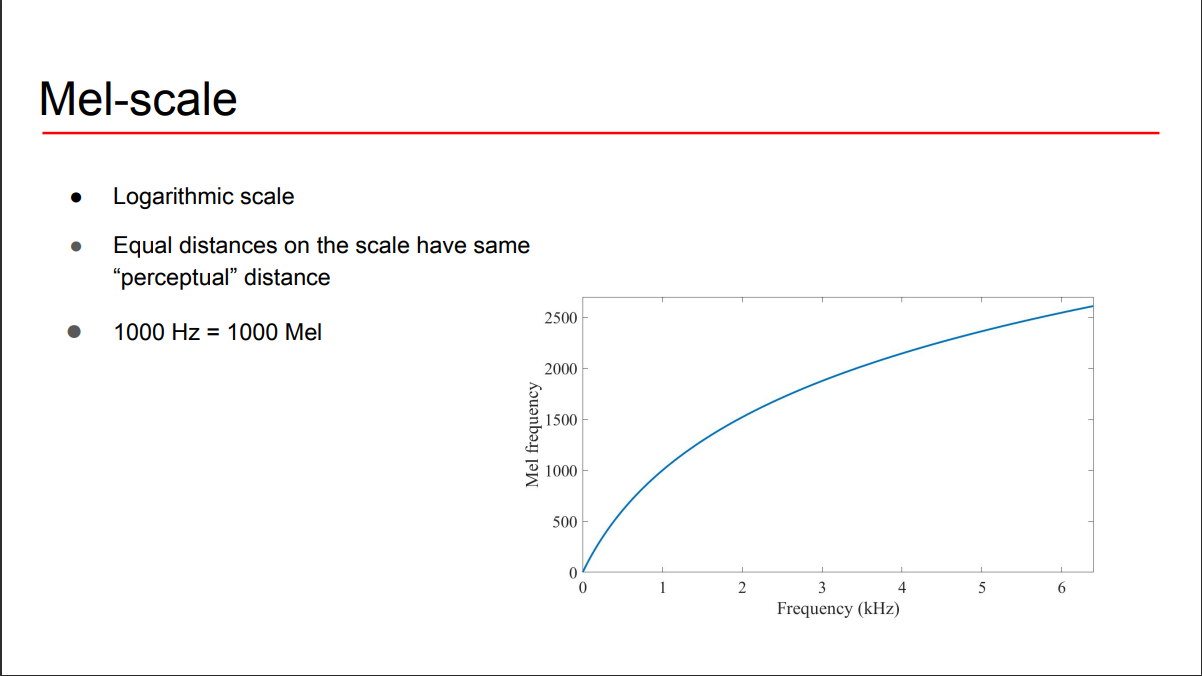 Mel-scale
Logarithmic scale
Equal distances on the scale have same
“perceptual” distance
1000 Hz = 1000 Mel
2500
2000
1500
1000
500
0
Mel frequency
0 1 2 3 4 5 6
Frequency (kHz)